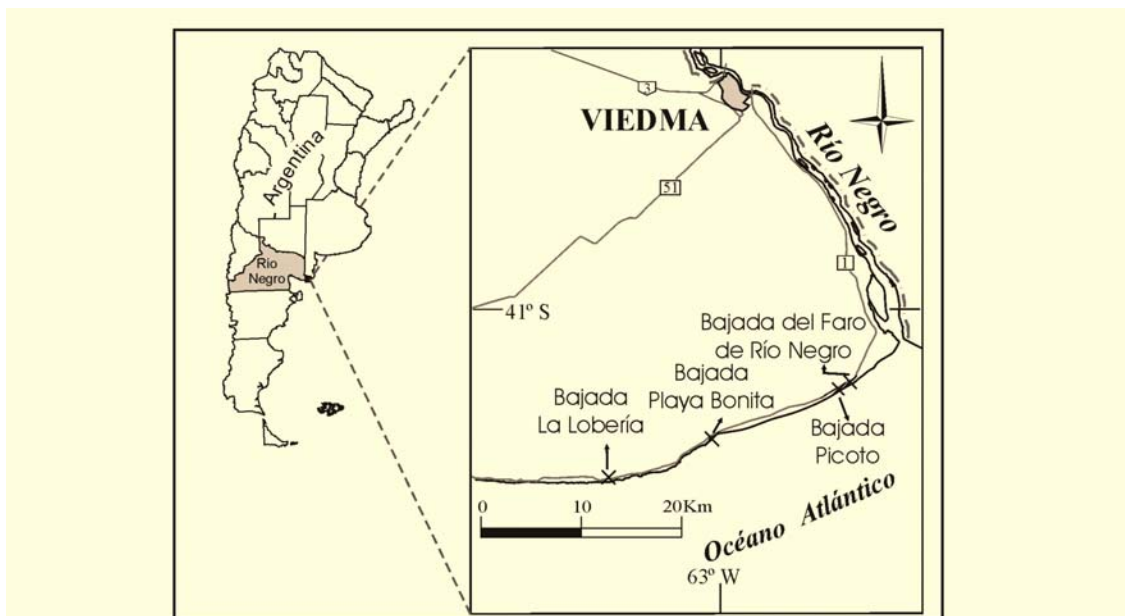 Argentina
Río
Negro
3
VIEDMA
Río Negro
51
1
41º S
Bajada del Faro
de Río Negro
Bajada
Playa Bonita
Bajada
La Lobería
Bajada
Picoto
0 10 20Km
Océano Atlántico
63º W